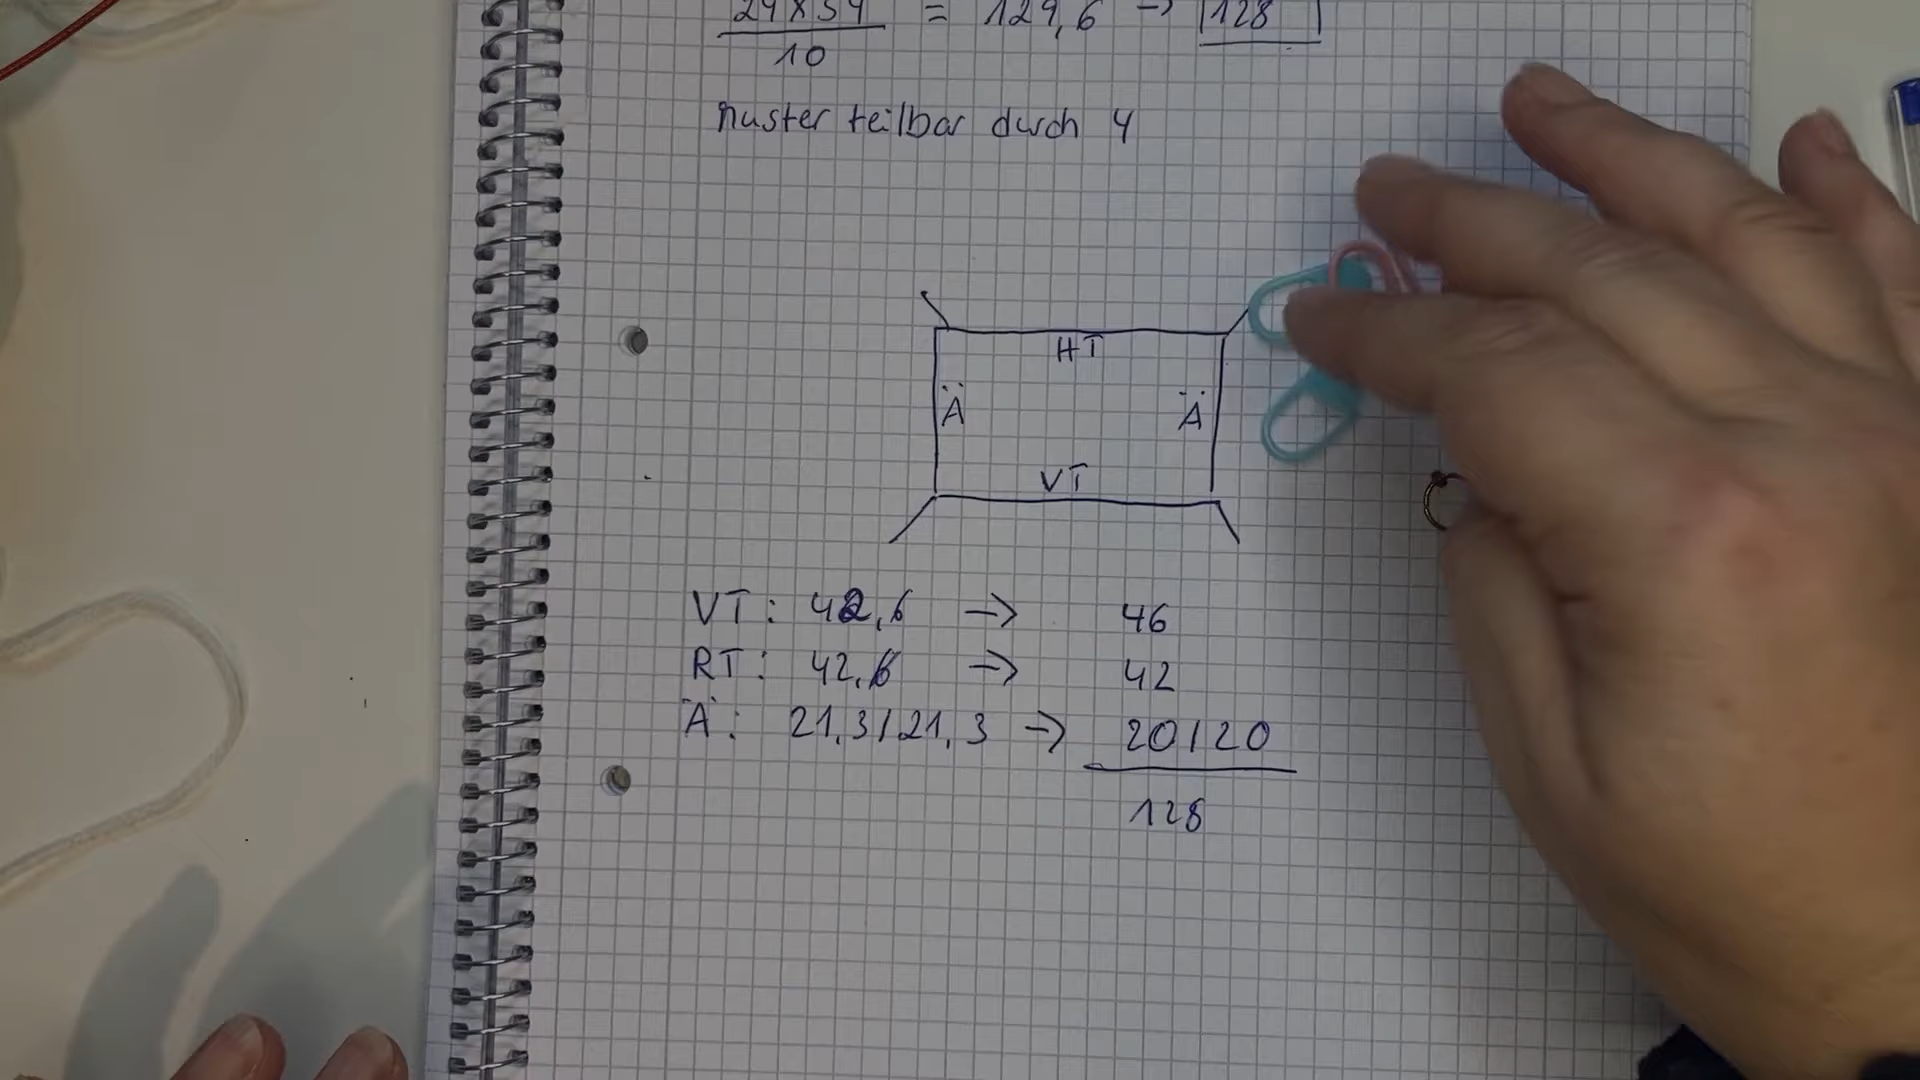 24 x 54 = 129,6 → 128
10
Muster teilbar durch 4
HT
Ä Ä
VT
VT: 42,6 → 46
RT: 42,6 → 42
Ä: 21,3/21,3 → 20/20
128